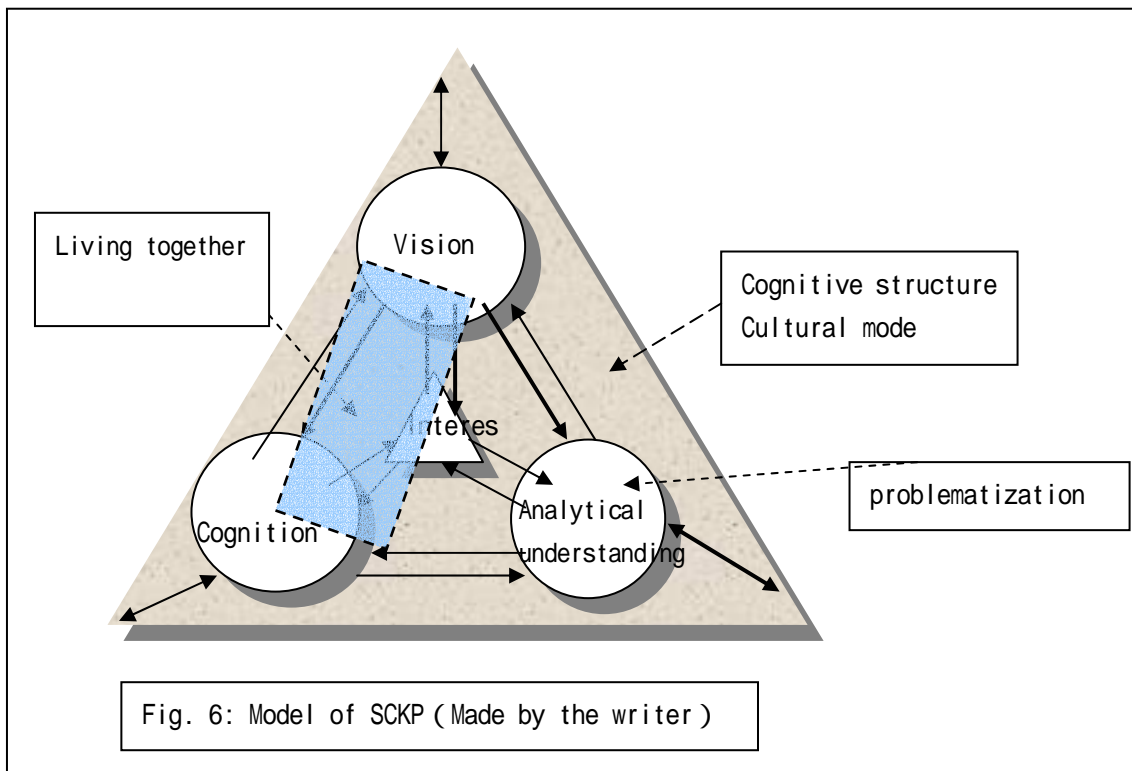 Vision
Living together
Cognitive structure
Cultural mode
Interes
problematization
Analytical
understanding
Cognition
Fig. 6: Model of SCKP（Made by the writer）